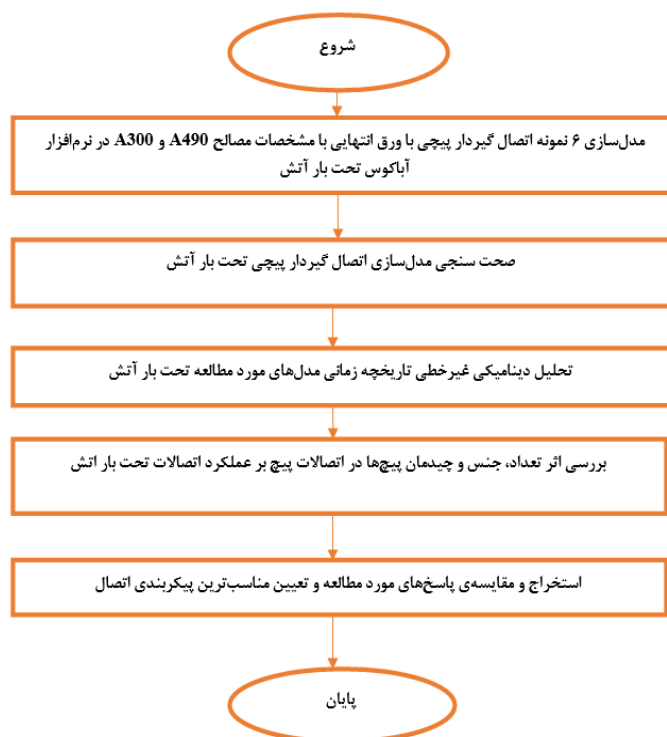 شروع
مدل‌سازی ۶ نمونه اتصال گیردار پیچی با ورق انتهایی با مشخصات مصالح A490 و A300 در نرم‌افزار
آباکوس تحت بار آتش
صحت سنجی مدل‌سازی اتصال گیردار پیچی تحت بار آتش
تحلیل دینامیکی غیرخطی تاریخچه زمانی مدل‌های مورد مطالعه تحت بار آتش
بررسی اثر تعداد، جنس و چیدمان پیچ‌ها در اتصالات پیچ بر عملکرد اتصالات تحت بار اتش
استخراج و مقایسه‌ی پاسخ‌های مورد مطالعه و تعیین مناسب‌ترین پیکربندی اتصال
پایان